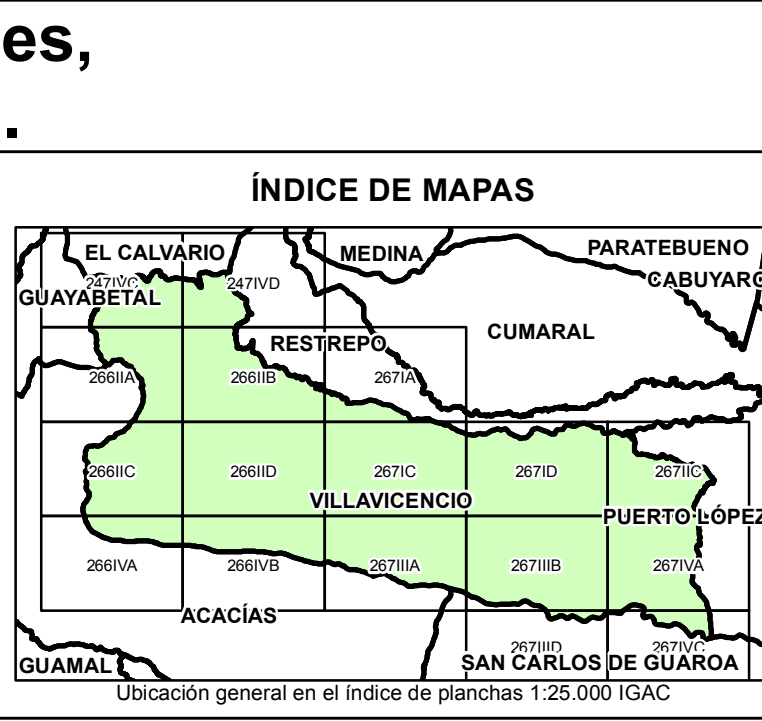 es,
.
ÍNDICE DE MAPAS
EL CALVARIO
MEDINA
PARATEBUENO
247IVC
247IVD
CABUYARO
GUAYABETAL
CUMARAL
RESTREPO
266IIA
266IIB
267IA
266IIC
266IID
267IC
267ID
267IIC
VILLAVICENCIO
PUERTO LÓPEZ
266IVA
266IVB
267IIIA
267IIIB
267IVA
ACACÍAS
267IIID
267IVC
GUAMAL
SAN CARLOS DE GUAROA
Ubicación general en el índice de planchas 1:25.000 IGAC